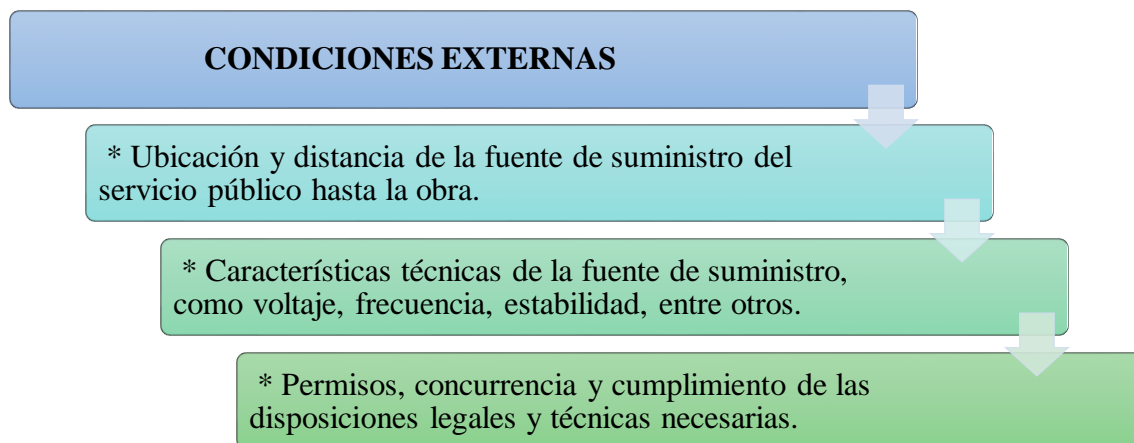 CONDICIONES EXTERNAS
* Ubicación y distancia de la fuente de suministro del
servicio público hasta la obra.
* Características técnicas de la fuente de suministro,
como voltaje, frecuencia, estabilidad, entre otros.
* Permisos, concurrencia y cumplimiento de las
disposiciones legales y técnicas necesarias.